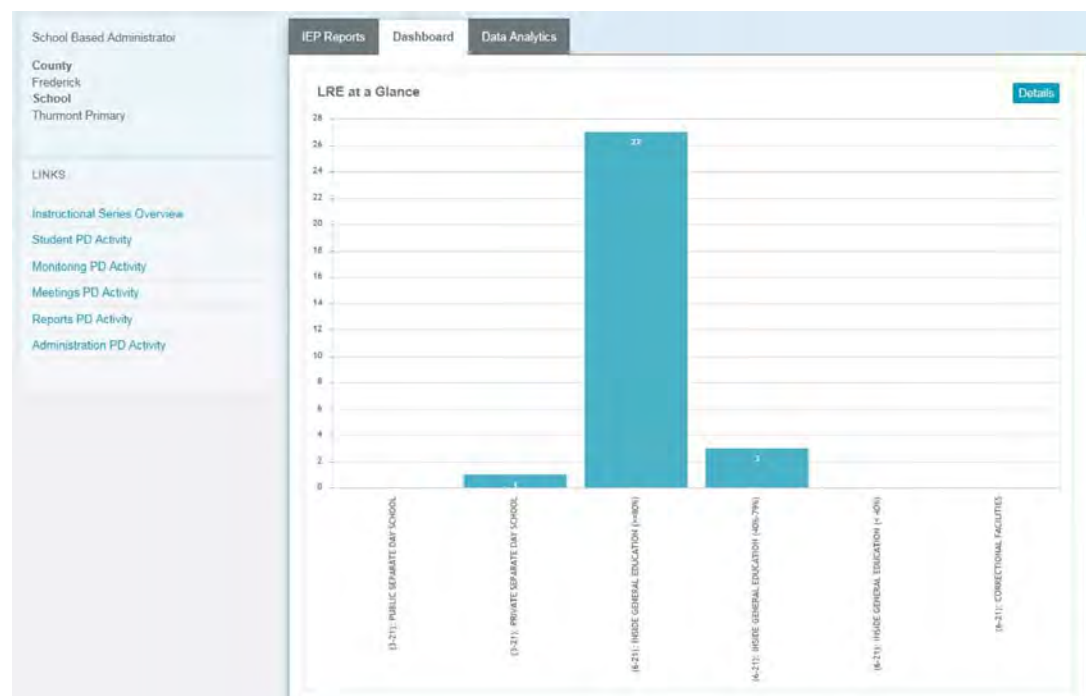 School Based Administrator
County
Frederick
School
Thurmont Primary
LINKS
Instructional Series Overview
Student PD Activity
Monitoring PD Activity
Meetings PD Activity
Reports PD Activity
Administration PD Activity
IEP Reports Dashboard Data Analytics
LRE at a Glance
Details
28
26
24
22
20
18
16
14
12
10
8
6
4
2
0
1
27
3
(3-21): PUBLIC SEPARATE DAY SCHOOL
(3-21): PRIVATE SEPARATE DAY SCHOOL
(6-21): INSIDE GENERAL EDUCATION (>=80%)
(6-21): INSIDE GENERAL EDUCATION (40%-79%)
(6-21): INSIDE GENERAL EDUCATION (< 40%)
(6-21): CORRECTIONAL FACILITIES